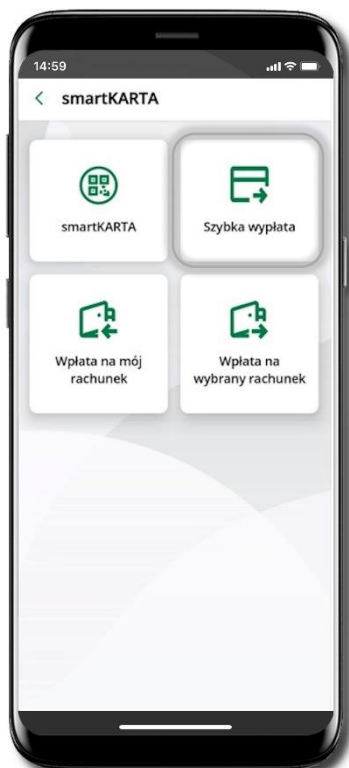 14:59
smartKARTA
smartKARTA
Szybka wypłata
Wpłata na mój
rachunek
Wpłata na
wybrany rachunek